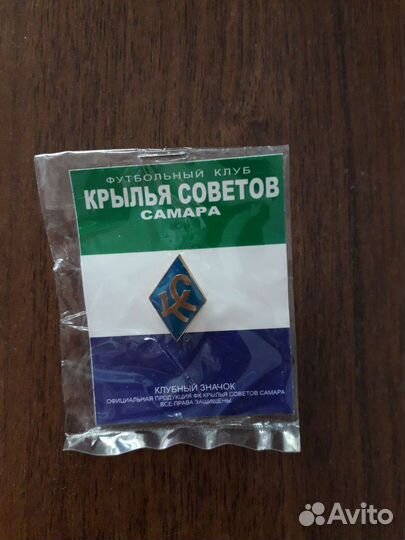 ФУТБОЛЬНЫЙ КЛУБ
КРЫЛЬЯ СОВЕТОВ
САМАРА
КС
КЛУБНЫЙ ЗНАЧОК
ОФИЦИАЛЬНАЯ ПРОДУКЦИЯ ФК КРЫЛЬЯ СОВЕТОВ САМАРА
ВСЕ ПРАВА ЗАЩИЩЕНЫ
Avito